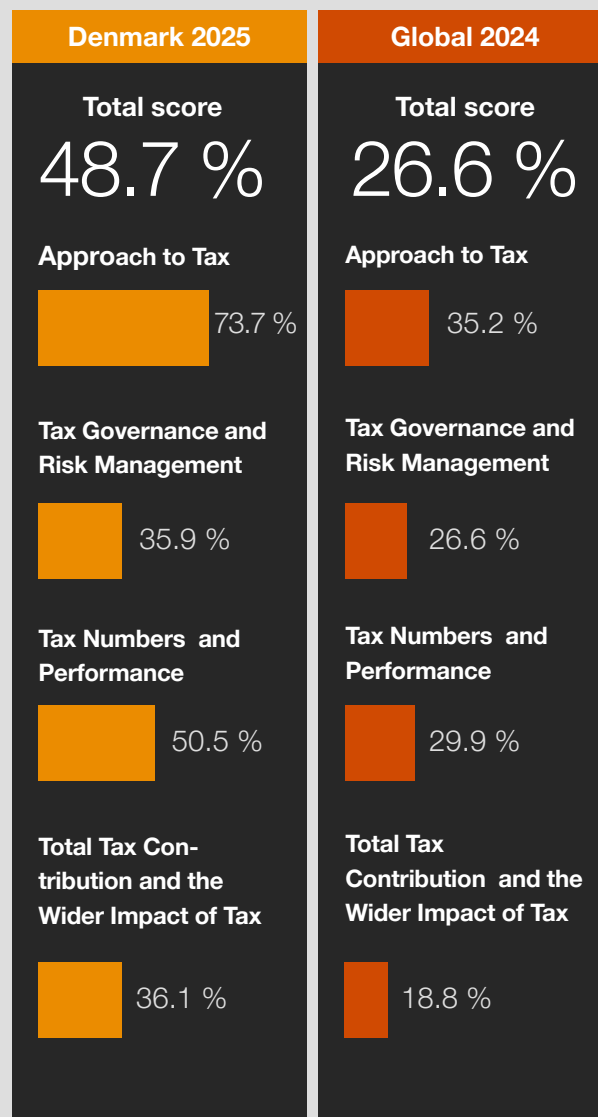 Denmark 2025
Total score
48.7 %
Approach to Tax
73.7 %
Tax Governance and
Risk Management
35.9 %
Tax Numbers and
Performance
50.5 %
Total Tax Con-
tribution and the
Wider Impact of Tax
36.1 %
Global 2024
Total score
26.6 %
Approach to Tax
35.2 %
Tax Governance and
Risk Management
26.6 %
Tax Numbers and
Performance
29.9 %
Total Tax
Contribution and the
Wider Impact of Tax
18.8 %